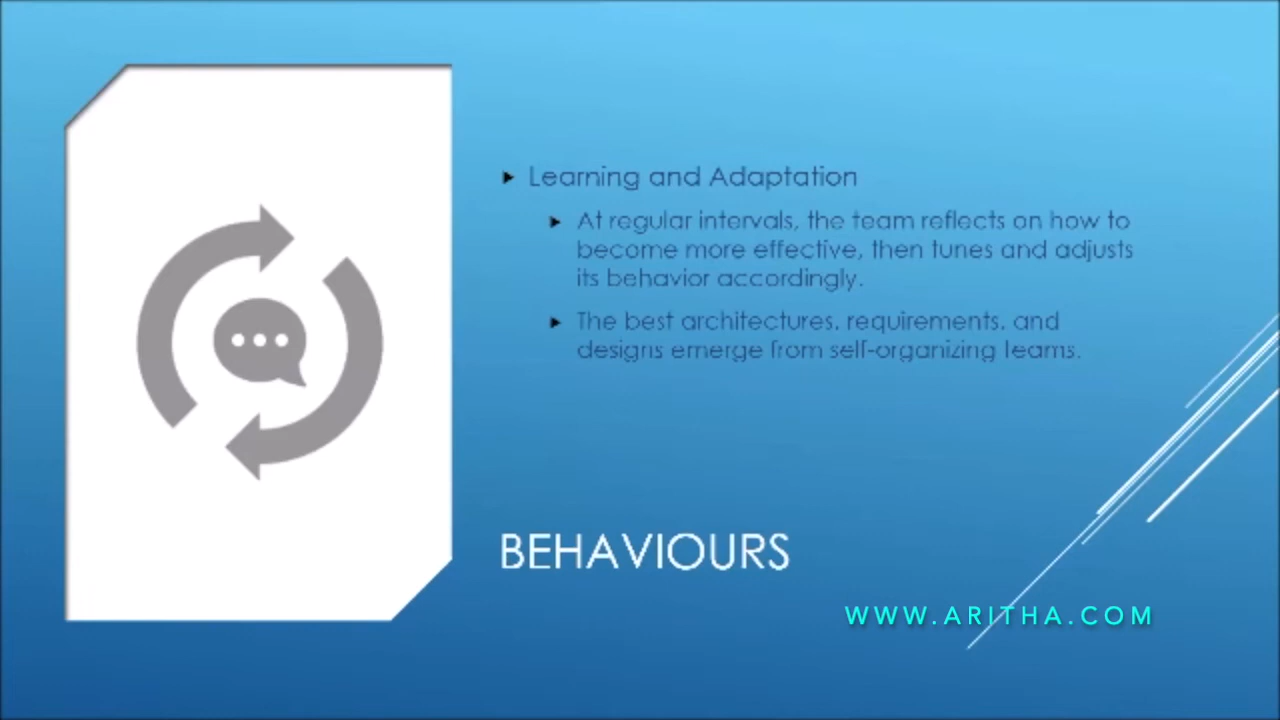 Learning and Adaptation
At regular intervals, the team reflects on how to
become more effective, then tunes and adjusts
its behavior accordingly.
The best architectures, requirements, and
designs emerge from self-organizing teams.
BEHAVIOURS
WWW.ARITHA.COM